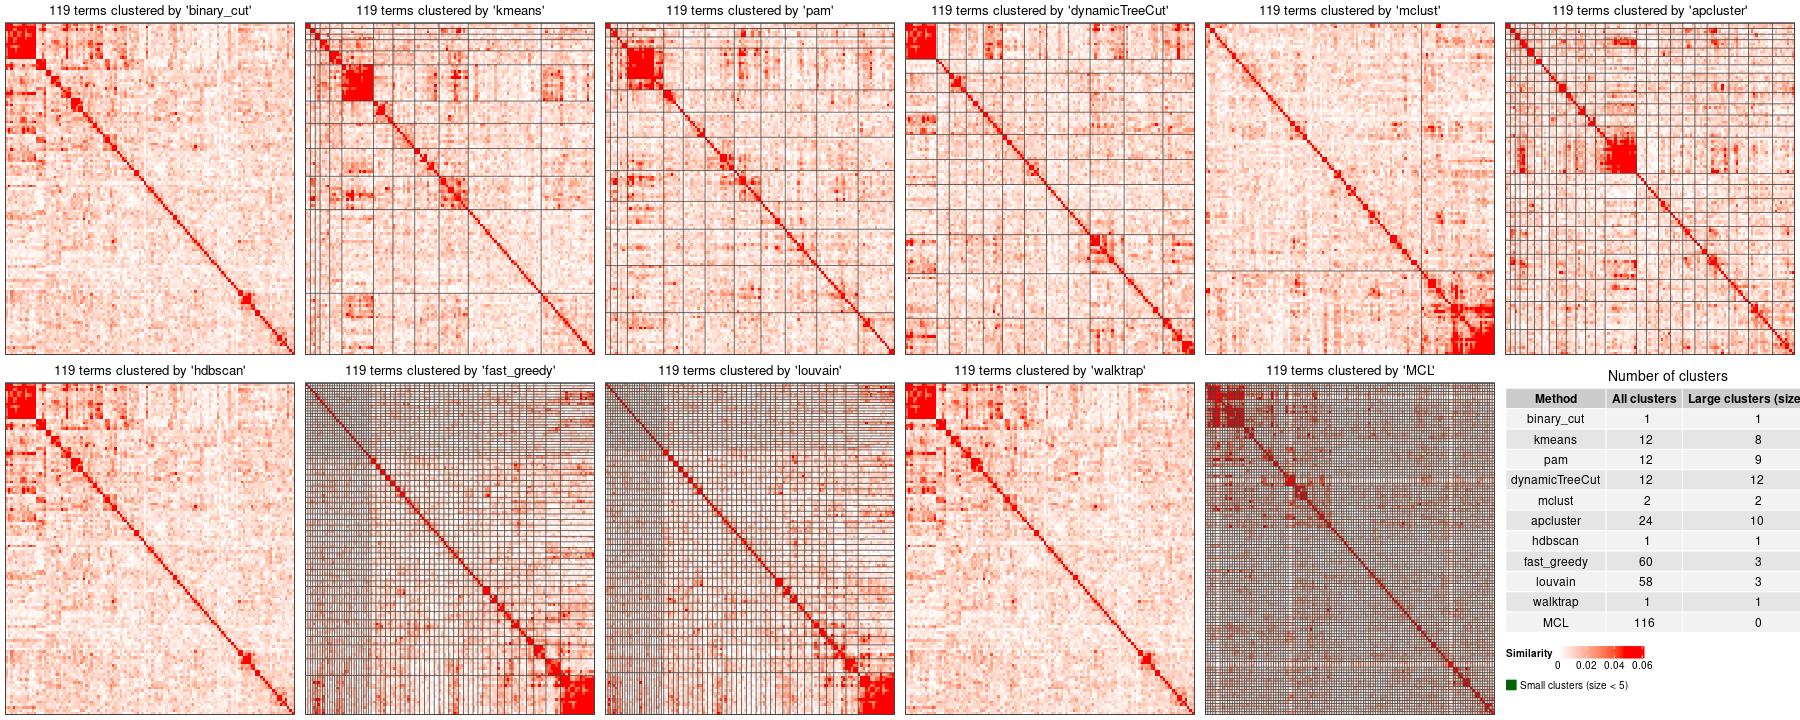 119 terms clustered by 'binary_cut'
119 terms clustered by 'kmeans'
119 terms clustered by 'pam'
119 terms clustered by 'dynamicTreeCut'
119 terms clustered by 'mclust'
119 terms clustered by 'apcluster'
119 terms clustered by 'hdbscan'
119 terms clustered by 'fast_greedy'
119 terms clustered by 'louvain'
119 terms clustered by 'walktrap'
119 terms clustered by 'MCL'
Number of clusters
Method All clusters Large clusters (size
binary_cut 1 1
kmeans 12 8
pam 12 9
dynamicTreeCut 12 12
mclust 2 2
apcluster 24 10
hdbscan 1 1
fast_greedy 60 3
louvain 58 3
walktrap 1 1
MCL 116 0
Similarity
0 0.02 0.04 0.06
Small clusters (size < 5)